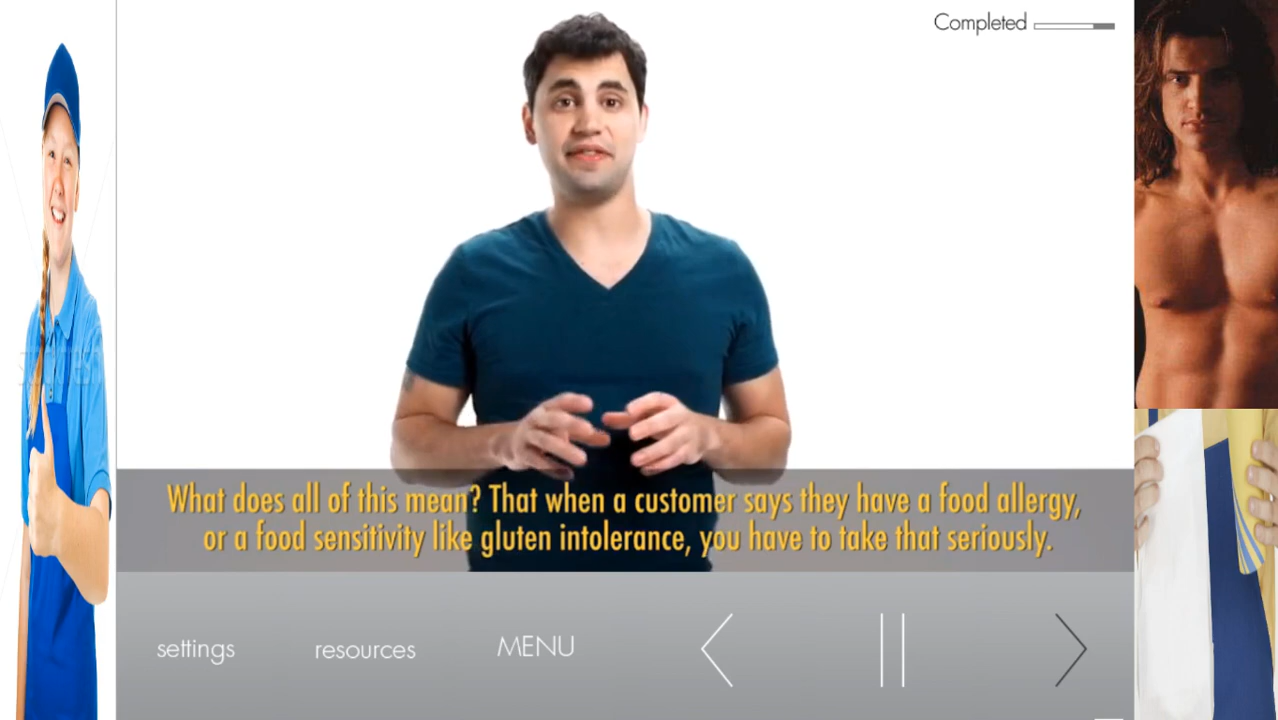 Completed
What does all of this mean? That when a customer says they have a food allergy,
or a food sensitivity like gluten intolerance, you have to take that seriously.
settings
resources
MENU